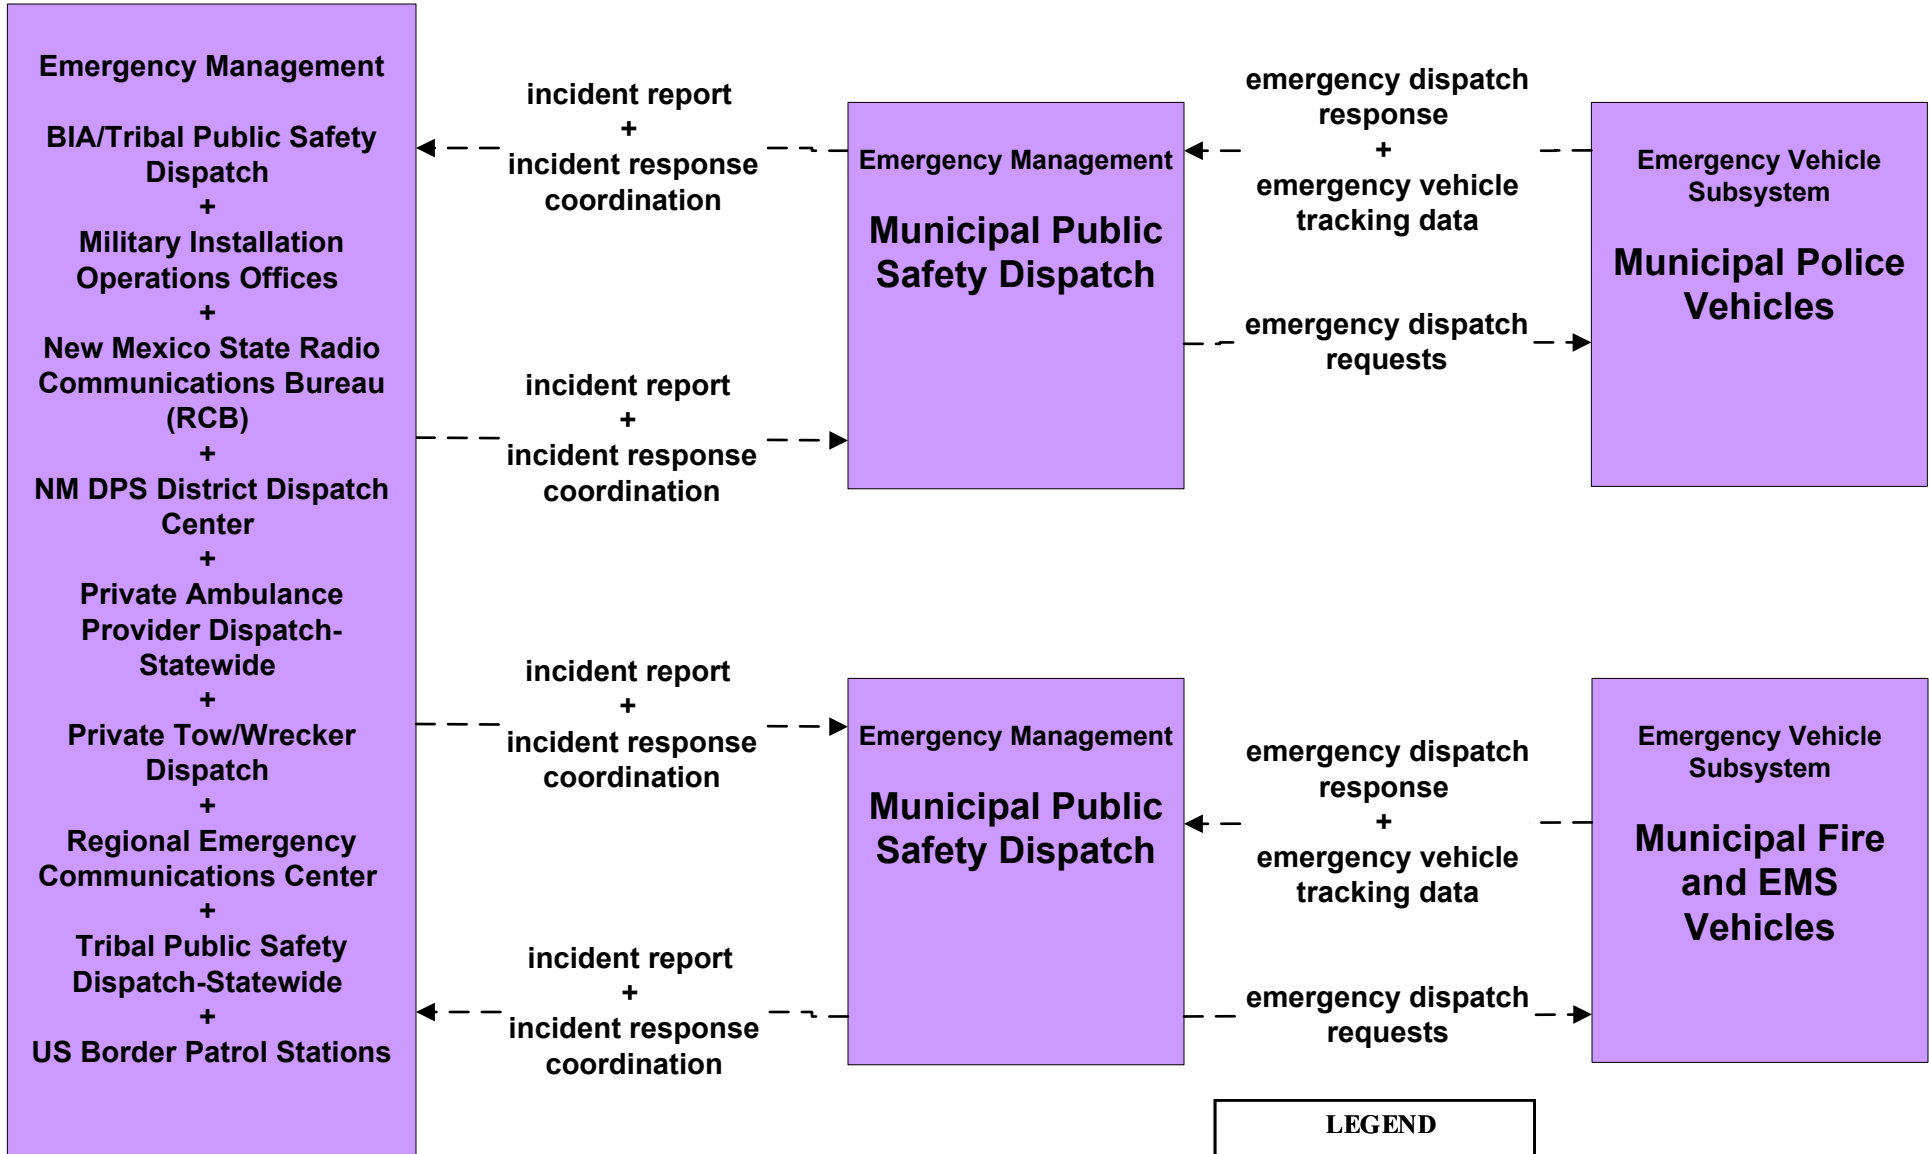 Emergency Management
BIA/Tribal Public Safety
Dispatch
+
Military Installation
Operations Offices
+
New Mexico State Radio
Communications Bureau
(RCB)
+
NM DPS District Dispatch
Center
+
Private Ambulance
Provider Dispatch-
Statewide
+
Private Tow/Wrecker
Dispatch
+
Regional Emergency
Communications Center
+
Tribal Public Safety
Dispatch-Statewide
+
US Border Patrol Stations
incident report
+
incident response
coordination
incident report
+
incident response
coordination
incident report
+
incident response
coordination
incident report
+
incident response
coordination
Emergency Management
Municipal Public
Safety Dispatch
Emergency Management
Municipal Public
Safety Dispatch
emergency dispatch
response
+
emergency vehicle
tracking data
emergency dispatch
requests
emergency dispatch
response
+
emergency vehicle
tracking data
emergency dispatch
requests
Emergency Vehicle
Subsystem
Municipal Police
Vehicles
Emergency Vehicle
Subsystem
Municipal Fire
and EMS
Vehicles
LEGEND